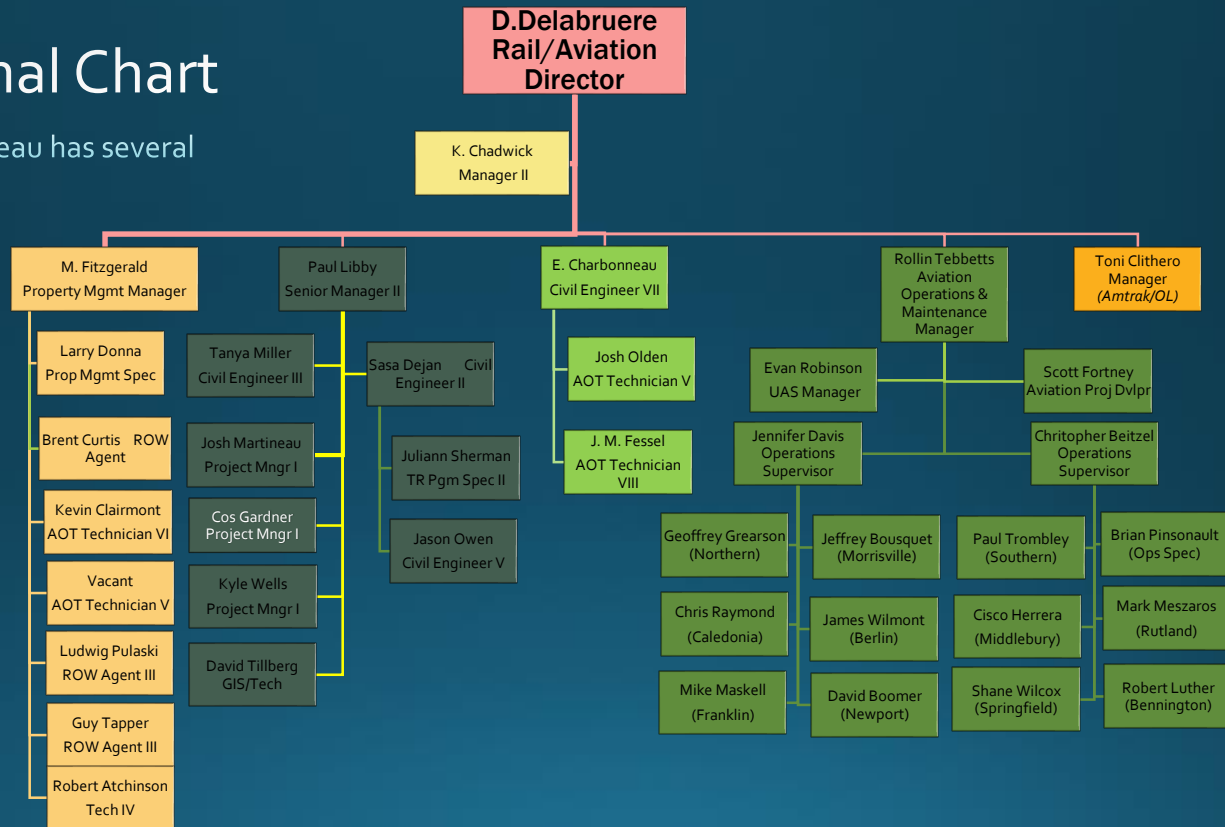 nal Chart
eau has several
D.Delabruere
Rail/Aviation
Director
K. Chadwick
Manager II
M. Fitzgerald
Property Mgmt Manager
Larry Donna
Prop Mgmt Spec
Brent Curtis ROW
Agent
Kevin Clairmont
AOT Technician VI
Vacant
AOT Technician V
Ludwig Pulaski
ROW Agent III
Guy Tapper
ROW Agent III
Robert Atchinson
Tech IV
Paul Libby
Senior Manager II
Tanya Miller
Civil Engineer III
Josh Martineau
Project Mngr I
Cos Gardner
Project Mngr I
Kyle Wells
Project Mngr I
David Tillberg
GIS/Tech
Sasa Dejan Civil
Engineer II
Juliann Sherman
TR Pgm Spec II
Jason Owen
Civil Engineer V
E. Charbonneau
Civil Engineer VII
Josh Olden
AOT Technician V
J. M. Fessel
AOT Technician
VIII
Rollin Tebbetts
Aviation
Operations &
Maintenance
Manager
Evan Robinson
UAS Manager
Scott Fortney
Aviation Proj Dvlpr
Jennifer Davis
Operations
Supervisor
Chritopher Beitzel
Operations
Supervisor
Geoffrey Grearson
(Northern)
Jeffrey Bousquet
(Morrisville)
Chris Raymond
(Caledonia)
James Wilmont
(Berlin)
Mike Maskell
(Franklin)
David Boomer
(Newport)
Paul Trombley
(Southern)
Brian Pinsonault
(Ops Spec)
Cisco Herrera
(Middlebury)
Mark Meszaros
(Rutland)
Shane Wilcox
(Springfield)
Robert Luther
(Bennington)
Toni Clithero
Manager
(Amtrak/OL)